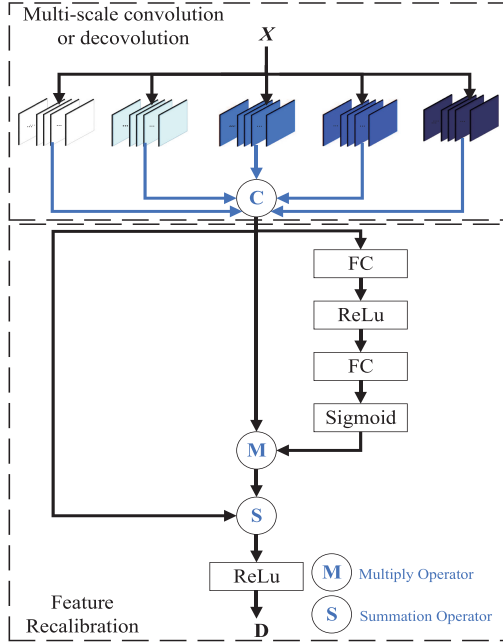 Multi-scale convolution
or decovolution
X
... ... ... ... ... ... ... ...
C
FC
ReLu
FC
Sigmoid
M
S
ReLu
M Multiply Operator
S Summation Operator
D
Feature
Recalibration